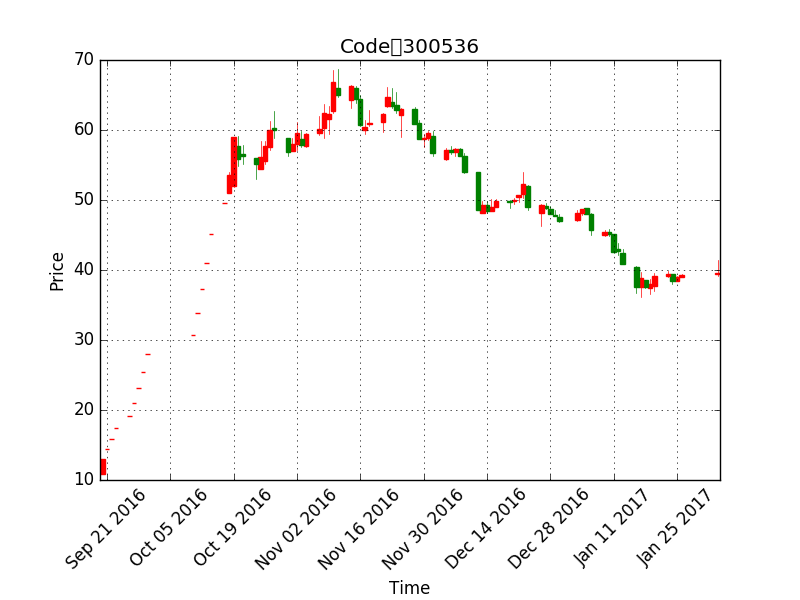 Code▯300536
70
60
50
40
30
20
10
Price
Sep 21 2016
Oct 05 2016
Oct 19 2016
Nov 02 2016
Nov 16 2016
Nov 30 2016
Dec 14 2016
Dec 28 2016
Jan 11 2017
Jan 25 2017
Time